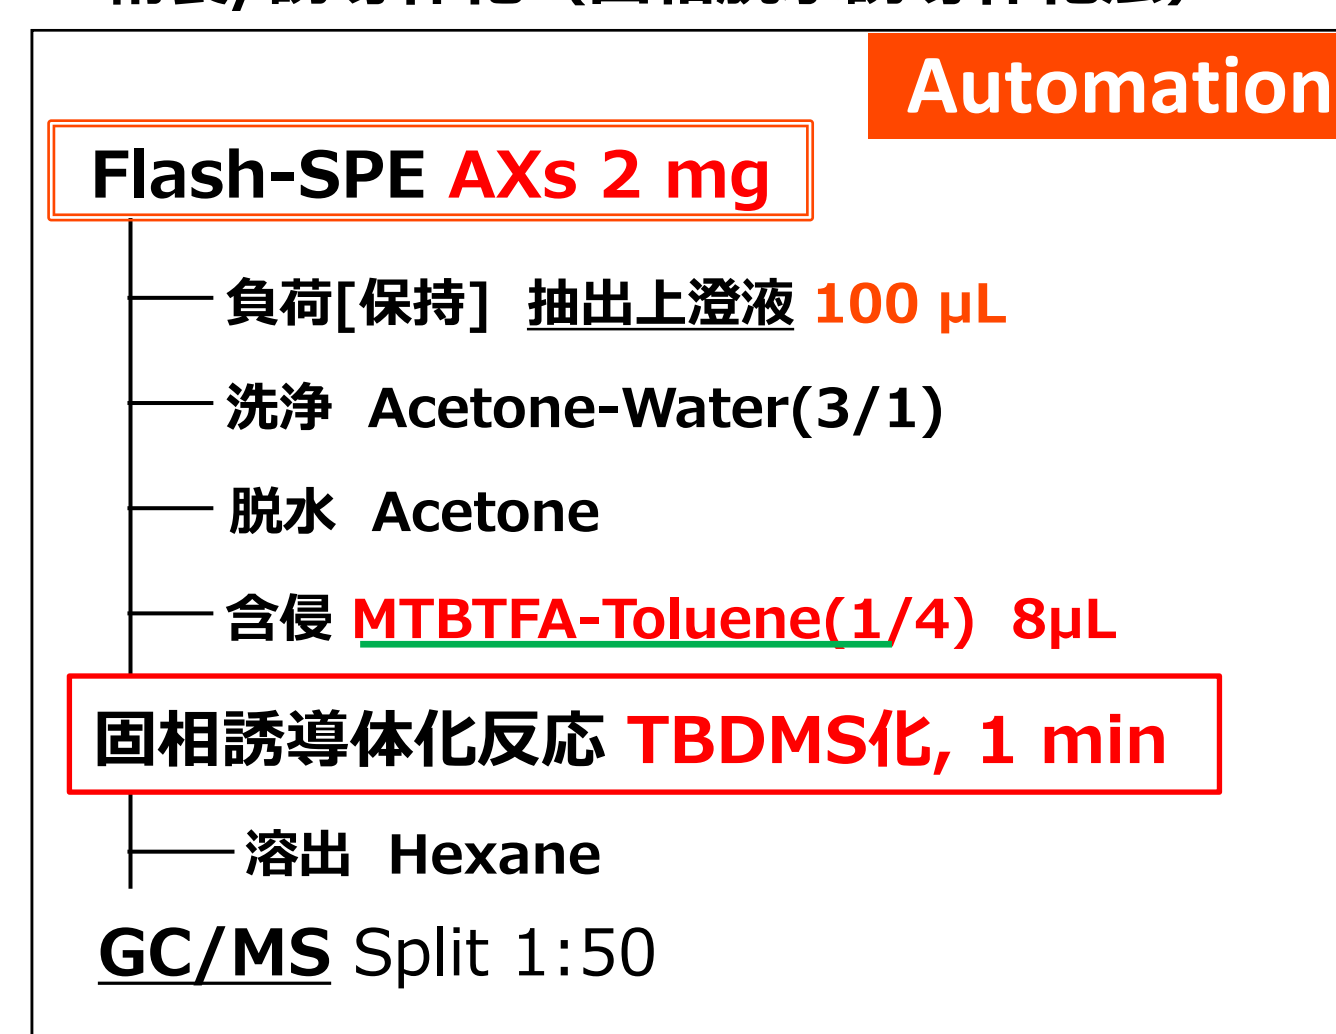 Automation
Flash-SPE AXs 2 mg
負荷[保持] 抽出上澄液 100 µL
洗浄 Acetone-Water(3/1)
脱水 Acetone
含侵 MTBTFA-Toluene(1/4) 8µL
固相誘導体化反応 TBDMS化, 1 min
溶出 Hexane
GC/MS Split 1:50